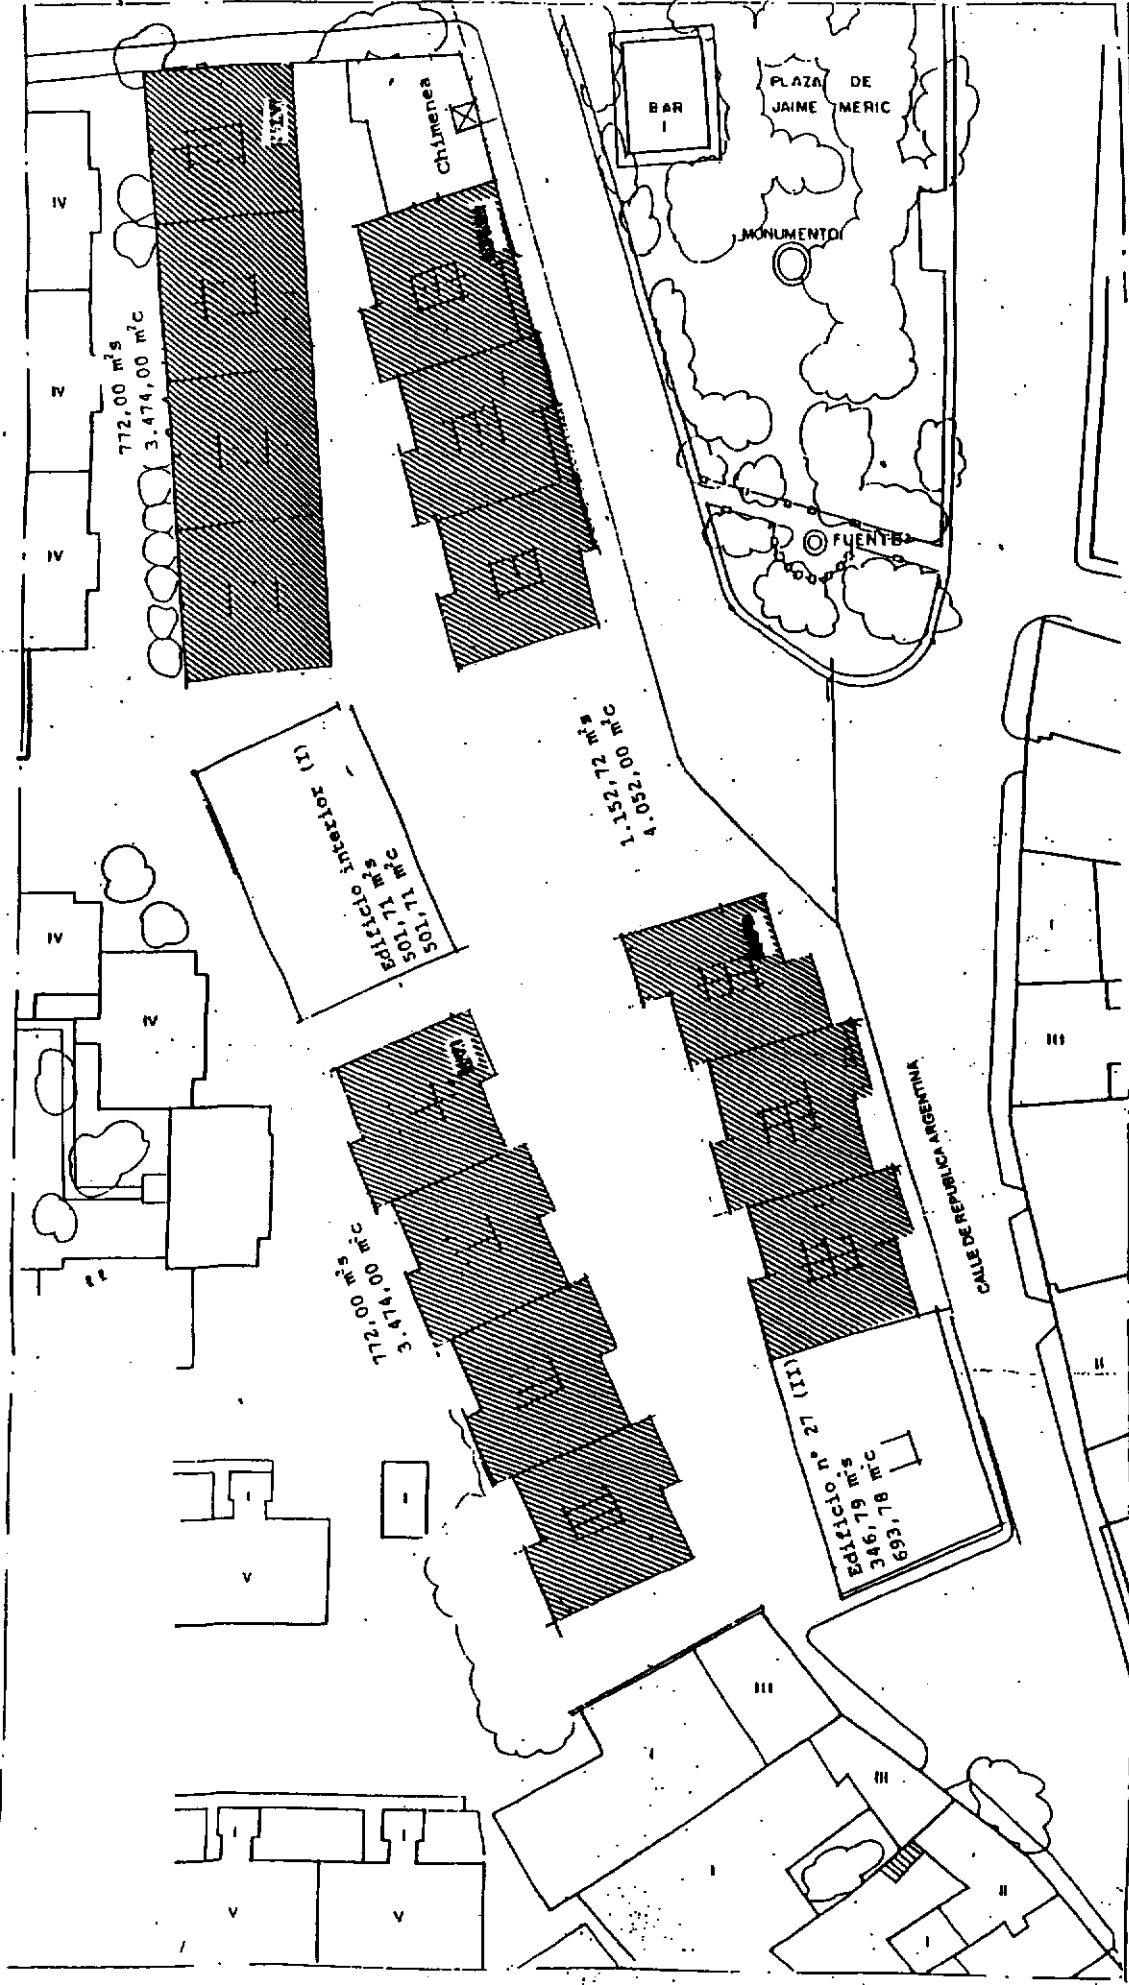 IV
IV
IV
772,00 m²s
3.474,00 m²c
Chimenea
BAR
I
PLAZA DE
JAIME MERIC
MONUMENTO
FUENTE
Edificio interior (I)
501,71 m²s
501,71 m²c
1.152,72 m²s
4.052,00 m²c
IV
IV
I
III
772,00 m²s
3.474,00 m²c
CALLE DE REPUBLICA ARGENTINA
II
Edificio nº 27 (II)
346,79 m²s
693,78 m²c
I
V
I
III
I
III
I
II
I
I
V
I
V